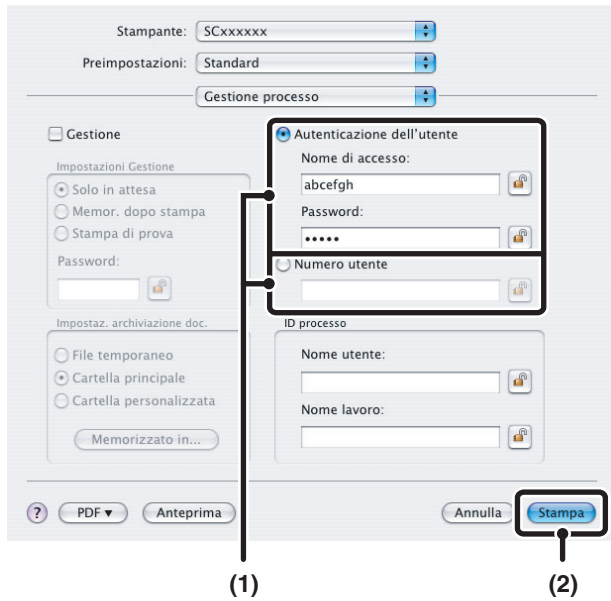 Stampante: SCxxxxxx
Preimpostazioni: Standard
Gestione processo
Gestione
Impostazioni Gestione
Solo in attesa
Memor. dopo stampa
Stampa di prova
Password:
Impostaz. archiviazione doc.
File temporaneo
Cartella principale
Cartella personalizzata
Memorizzato in...
Autenticazione dell'utente
Nome di accesso:
abcefgh
Password:
•••••
Numero utente
ID processo
Nome utente:
Nome lavoro:
? PDF ▼ Anteprima Annulla Stampa
(1) (2)